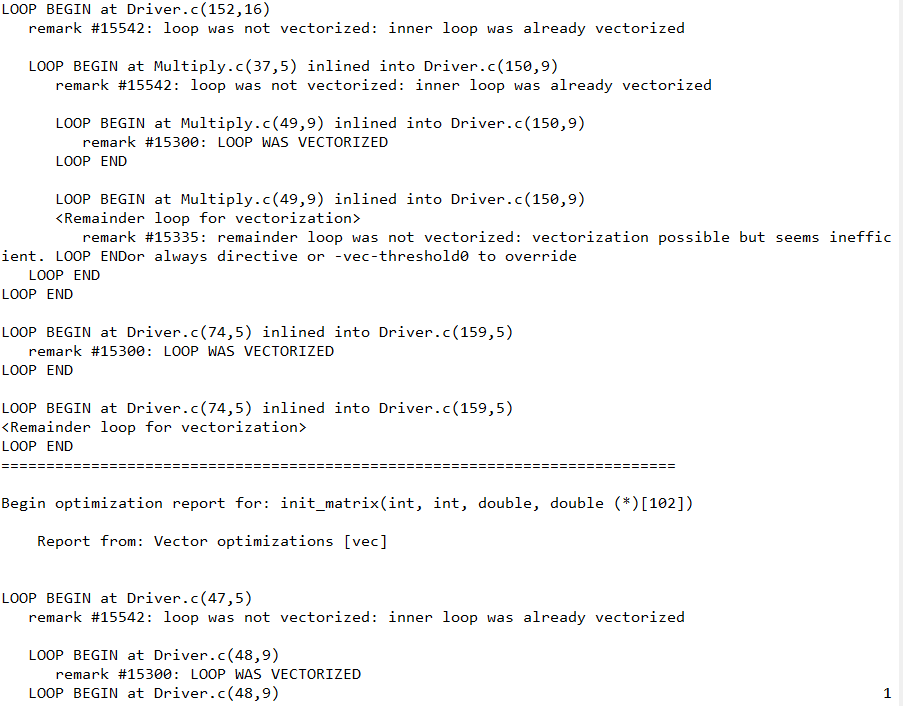 LOOP BEGIN at Driver.c(152,16)
   remark #15542: loop was not vectorized: inner loop was already vectorized

   LOOP BEGIN at Multiply.c(37,5) inlined into Driver.c(150,9)
      remark #15542: loop was not vectorized: inner loop was already vectorized

      LOOP BEGIN at Multiply.c(49,9) inlined into Driver.c(150,9)
         remark #15300: LOOP WAS VECTORIZED
      LOOP END

      LOOP BEGIN at Multiply.c(49,9) inlined into Driver.c(150,9)
      <Remainder loop for vectorization>
         remark #15335: remainder loop was not vectorized: vectorization possible but seems ineffic
ient. LOOP ENDor always directive or -vec-threshold0 to override
   LOOP END
LOOP END

LOOP BEGIN at Driver.c(74,5) inlined into Driver.c(159,5)
   remark #15300: LOOP WAS VECTORIZED
LOOP END

LOOP BEGIN at Driver.c(74,5) inlined into Driver.c(159,5)
<Remainder loop for vectorization>
LOOP END
===========================================================================

Begin optimization report for: init_matrix(int, int, double, double (*)[102])

    Report from: Vector optimizations [vec]


LOOP BEGIN at Driver.c(47,5)
   remark #15542: loop was not vectorized: inner loop was already vectorized

   LOOP BEGIN at Driver.c(48,9)
      remark #15300: LOOP WAS VECTORIZED
   LOOP BEGIN at Driver.c(48,9) 1